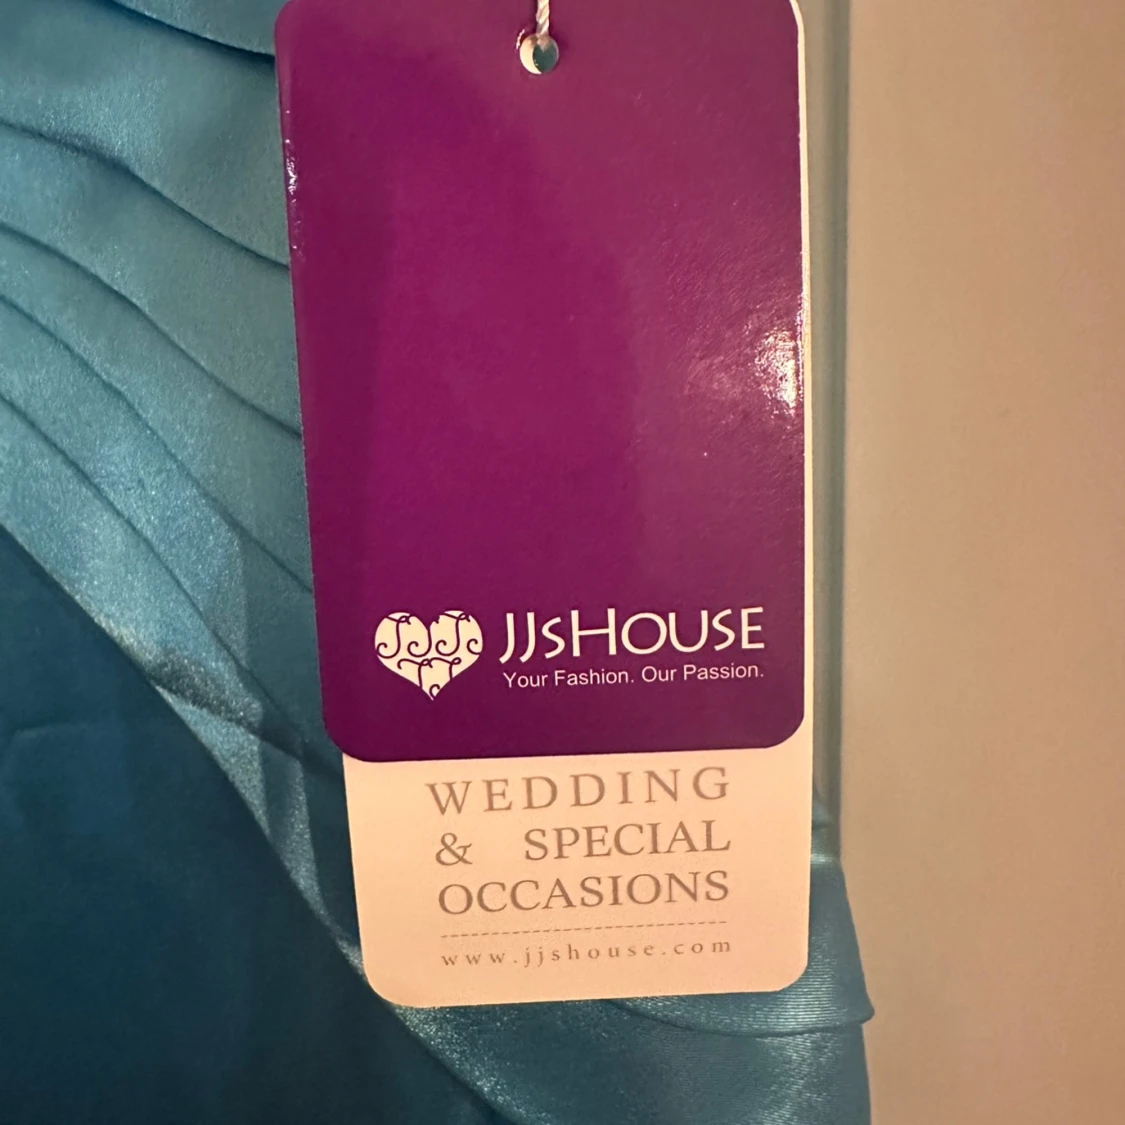 JJsHouse
Your Fashion. Our Passion.
WEDDING
& SPECIAL
OCCASIONS
www.jjshouse.com